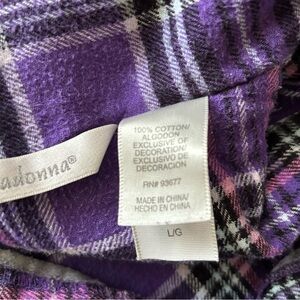 adonna®
100% COTTON/
ALGODON
EXCLUSIVE OF
DECORATION/
EXCLUSIVO DE
DECORACION
RN# 93677
MADE IN CHINA/
HECHO EN CHINA
L/G